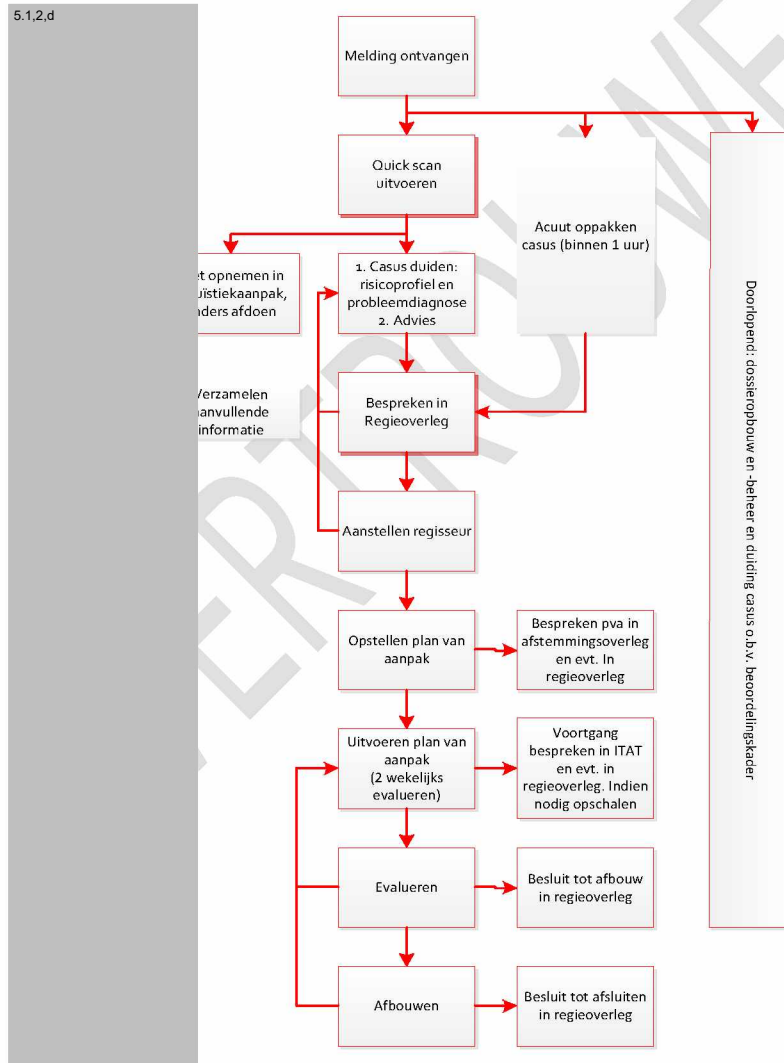 5.1,2,d
Melding ontvangen
Quick scan
uitvoeren
Acuut oppakken
casus (binnen 1 uur)
opnemen in
aanpak,
afdoen
1. Casus duiden:
risicoprofiel en
probleemdiagnose
2. Advies
Verzamelen
aanvullende
informatie
Bespreken in
Regieoverleg
Aanstellen regisseur
Opstellen plan van
aanpak
Bespreken pva in
afstemmingsoverleg
en evt. In
regieoverleg
Uitvoeren plan van
aanpak
(2 wekelijks
evalueren)
Voortgang
bespreken in ITAT
en evt. in
regieoverleg. Indien
nodig opschalen
Evalueren
Besluit tot afbouw
in regieoverleg
Afbouwen
Besluit tot afsluiten
in regieoverleg
Doorlopend: dossieropbouw en -beheer en duiding casus o.b.v. beoordelingskader